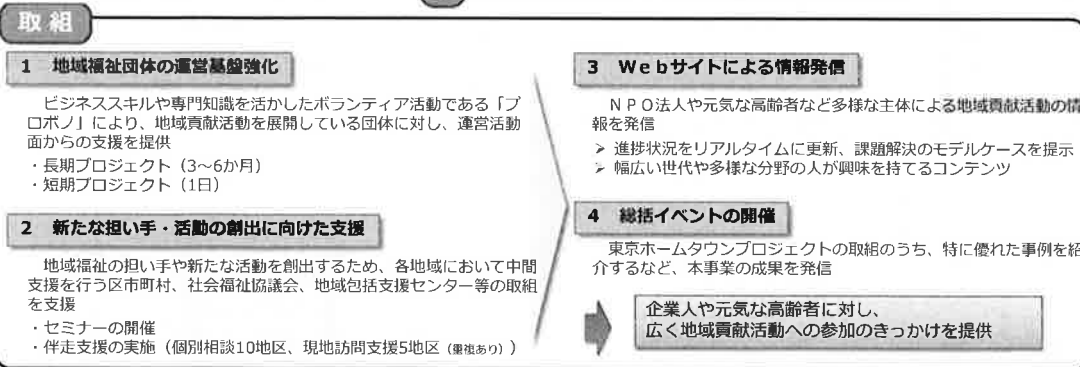 取組
1 地域福祉団体の運営基盤強化
ビジネススキルや専門知識を活かしたボランティア活動である「プ
ロボノ」により、地域貢献活動を展開している団体に対し、運営活動
面からの支援を提供
・長期プロジェクト(3~6か月)
・短期プロジェクト(1日)
2 新たな担い手・活動の創出に向けた支援
地域福祉の担い手や新たな活動を創出するため、各地域において中間
支援を行う区市町村、社会福祉協議会、地域包括支援センター等の取組
を支援
・セミナーの開催
・伴走支援の実施(個別相談10地区、現地訪問支援5地区(重複あり))
3 Webサイトによる情報発信
NPO法人や元気な高齢者など多様な主体による地域貢献活動の情
報を発信
➢ 進捗状況をリアルタイムに更新、課題解決のモデルケースを提示
➢ 幅広い世代や多様な分野の人が興味を持てるコンテンツ
4 総括イベントの開催
東京ホームタウンプロジェクトの取組のうち、特に優れた事例を紹
介するなど、本事業の成果を発信
企業人や元気な高齢者に対し、
広く地域貢献活動への参加のきっかけを提供